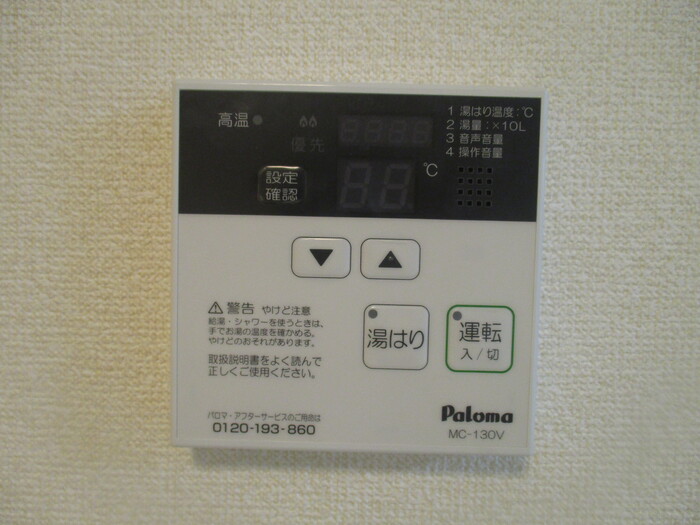 高温
優先
1 湯はり温度:℃
2 湯量:×10L
3 音声音量
4 操作音量
設定
確認
℃
▼ ▲
⚠警告 やけど注意
給湯・シャワーを使うときは、
手でお湯の温度を確かめる。
やけどのおそれがあります。
取扱説明書をよく読んで
正しくご使用ください。
湯はり
運転
入/切
パロマ・アフターサービスのご用命は
0120-193-860
Paloma
MC-130V